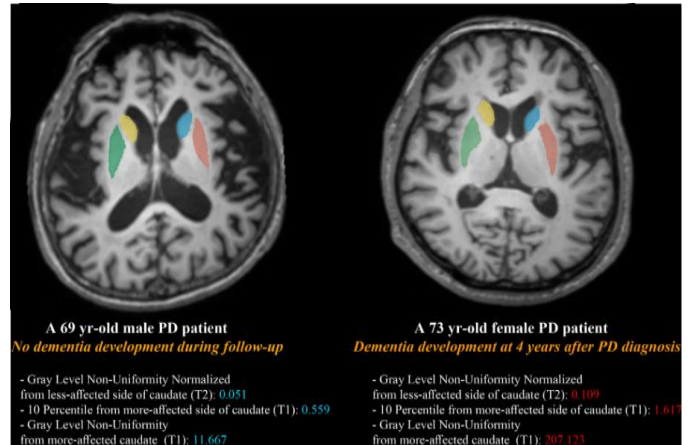 A 69 yr-old male PD patient
No dementia development during follow-up
- Gray Level Non-Uniformity Normalized
from less-affected side of caudate (T2): 0.051
- 10 Percentile from more-affected side of caudate (T1): 0.559
- Gray Level Non-Uniformity
from more-affected caudate (T1): 11.667
A 73 yr-old female PD patient
Dementia development at 4 years after PD diagnosis
- Gray Level Non-Uniformity Normalized
from less-affected side of caudate (T2): 0.109
- 10 Percentile from more-affected side of caudate (T1): 1.617
- Gray Level Non-Uniformity
from more-affected caudate (T1): 207.123